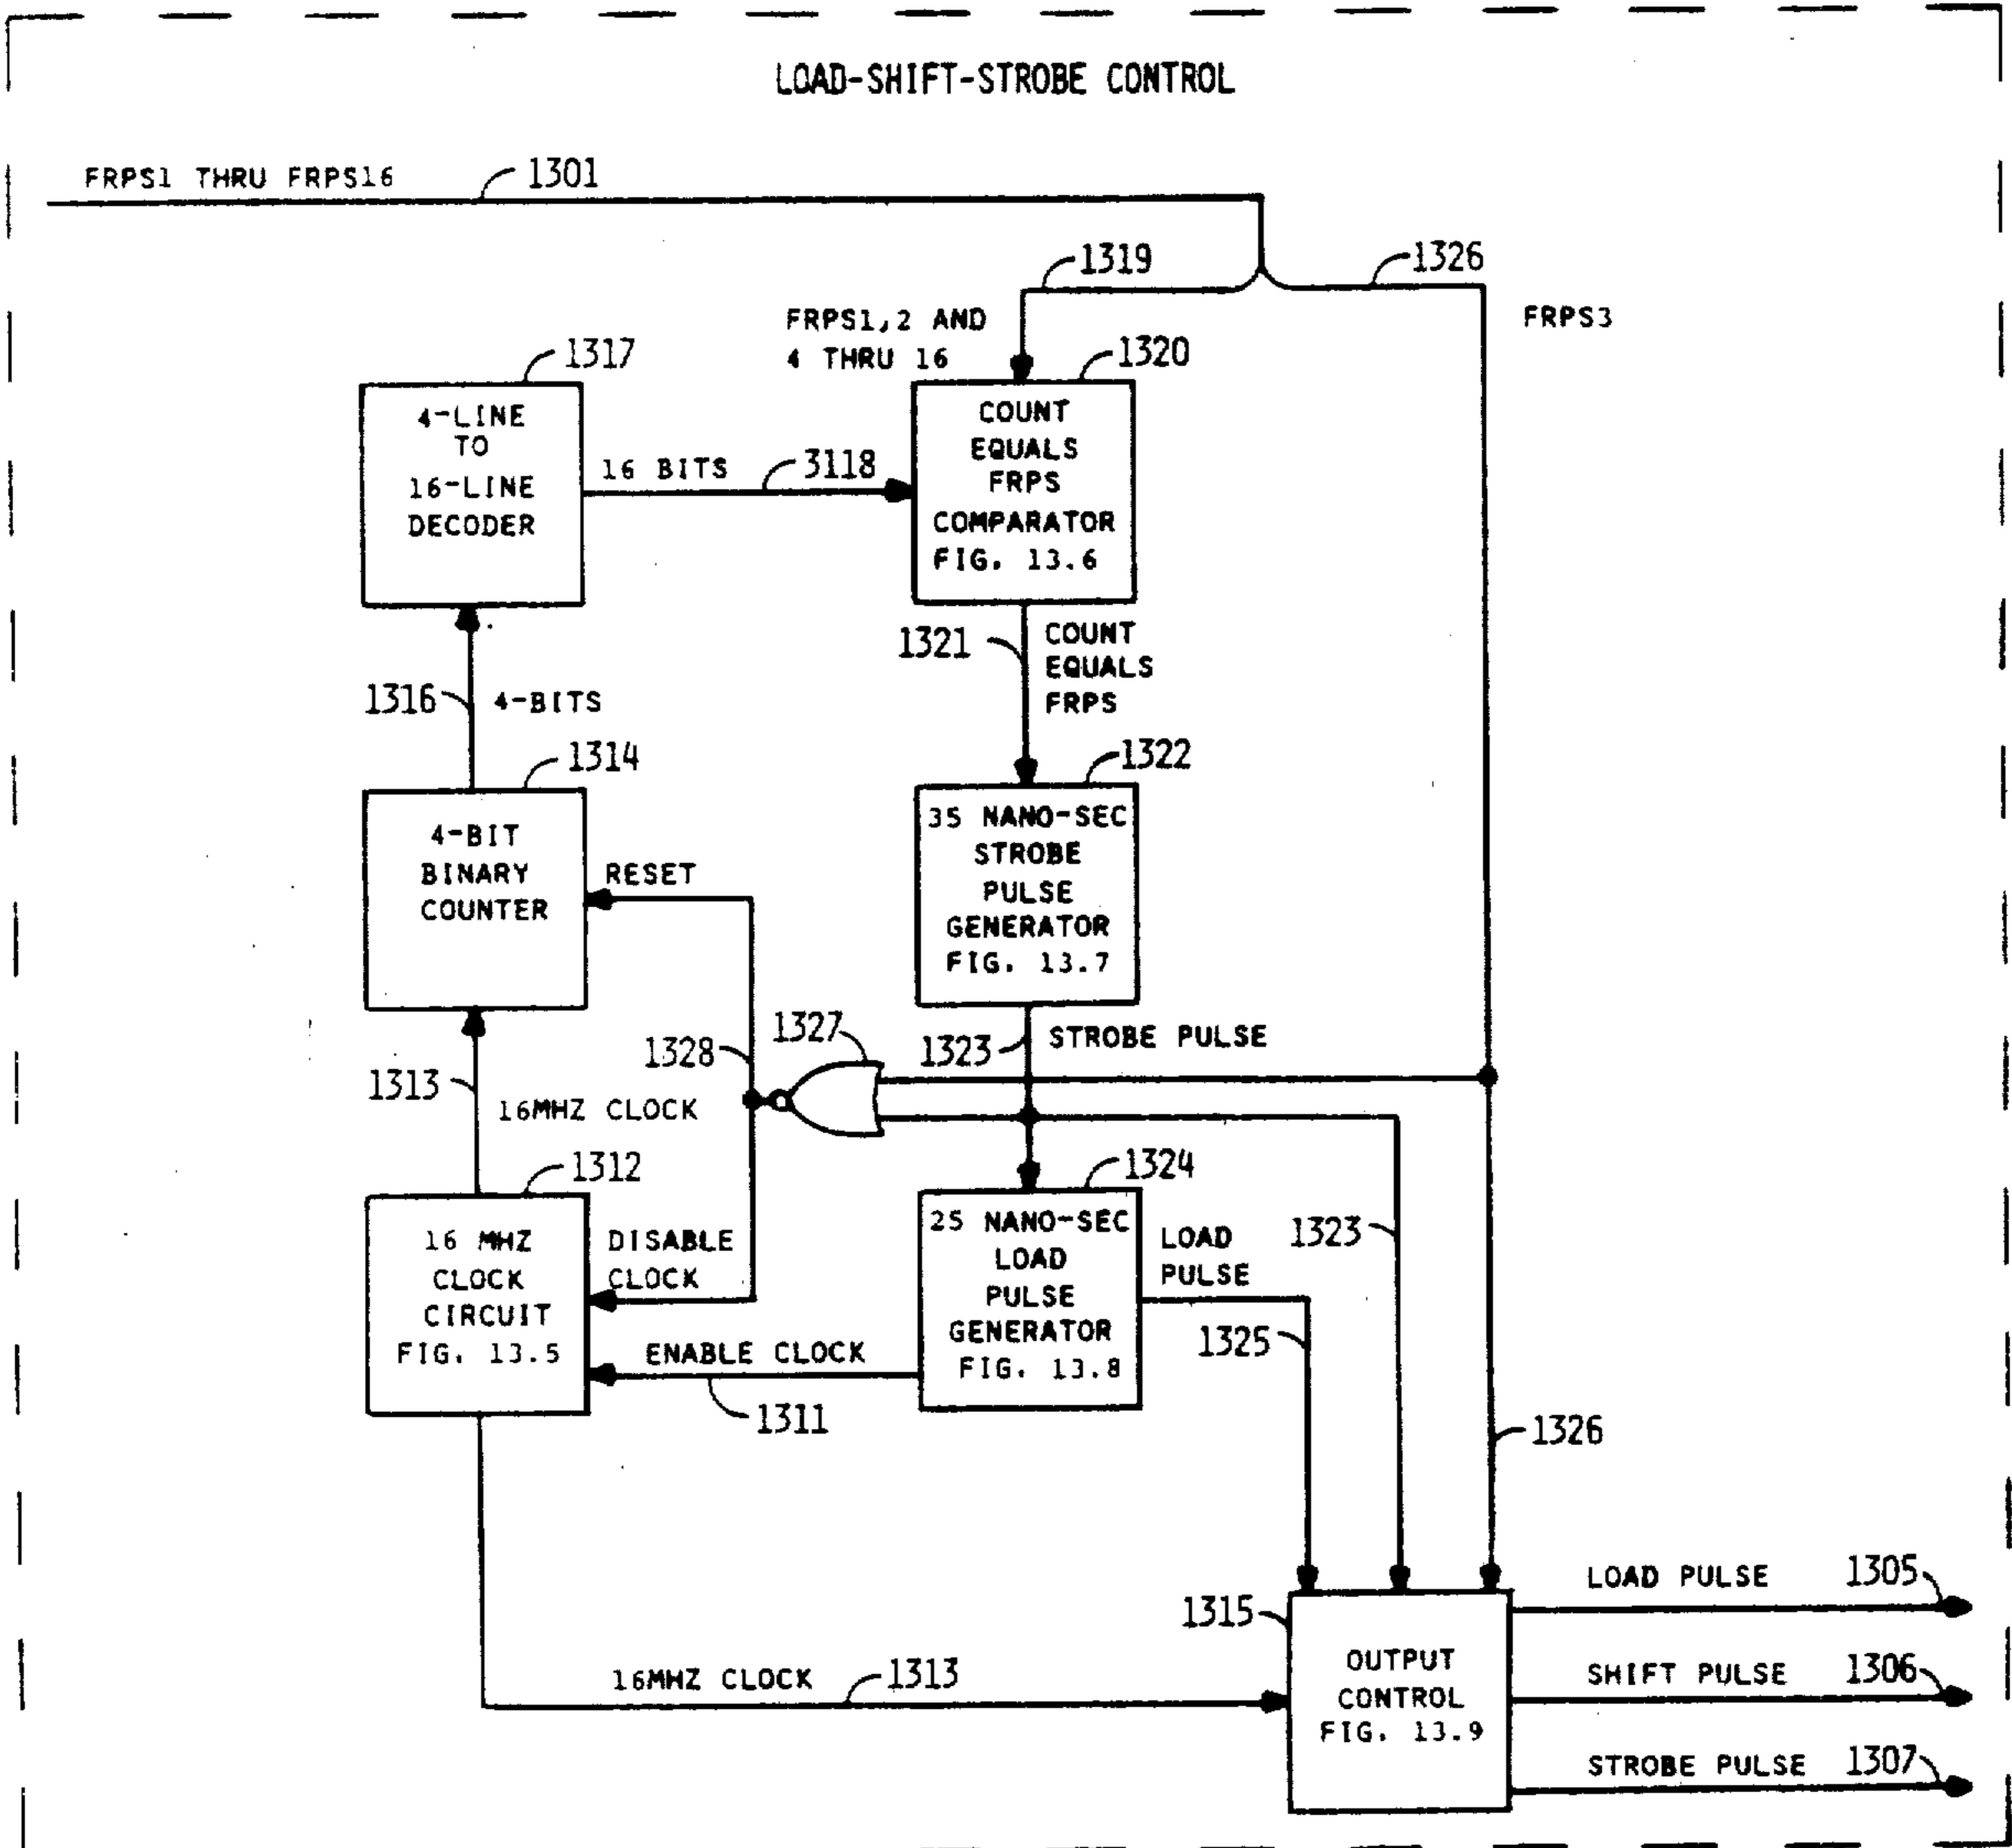 LOAD-SHIFT-STROBE CONTROL
FRPS1 THRU FRPS16
1301
1319
1326
FRPS1,2 AND
4 THRU 16
FRPS3
1317
1320
4-LINE
TO
16-LINE
DECODER
16 BITS
3118
COUNT
EQUALS
FRPS
COMPARATOR
FIG. 13.6
1321
COUNT
EQUALS
FRPS
1316
4-BITS
1314
1322
4-BIT
BINARY
COUNTER
RESET
35 NANO-SEC
STROBE
PULSE
GENERATOR
FIG. 13.7
1313
16MHZ CLOCK
1328
1327
1323
STROBE PULSE
1312
1324
16 MHZ
CLOCK
CIRCUIT
FIG. 13.5
DISABLE
CLOCK
ENABLE CLOCK
1311
25 NANO-SEC
LOAD
PULSE
GENERATOR
FIG. 13.8
LOAD
PULSE
1325
1323
1326
16MHZ CLOCK
1313
1315
OUTPUT
CONTROL
FIG. 13.9
LOAD PULSE
1305
SHIFT PULSE
1306
STROBE PULSE
1307